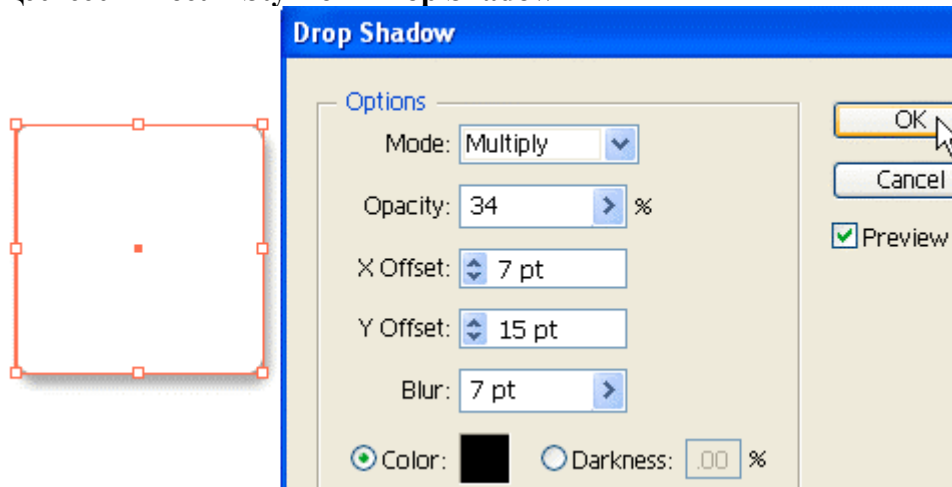 Drop Shadow
Options
Mode: Multiply
Opacity: 34 %
X Offset: 7 pt
Y Offset: 15 pt
Blur: 7 pt
Color: Darkness: .00 %
OK
Cancel
Preview